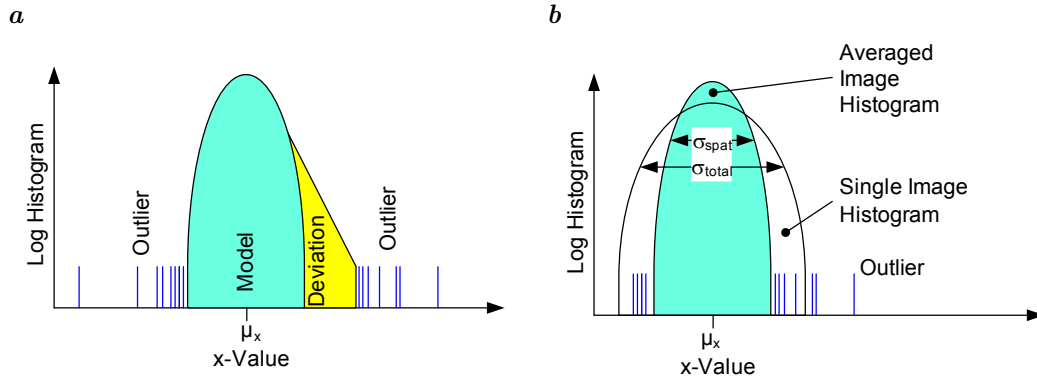 a
Log Histogram
Outlier
Model
Deviation
Outlier
μx
x-Value
b
Log Histogram
Averaged
Image
Histogram
σspat
σtotal
Single Image
Histogram
Outlier
μx
x-Value